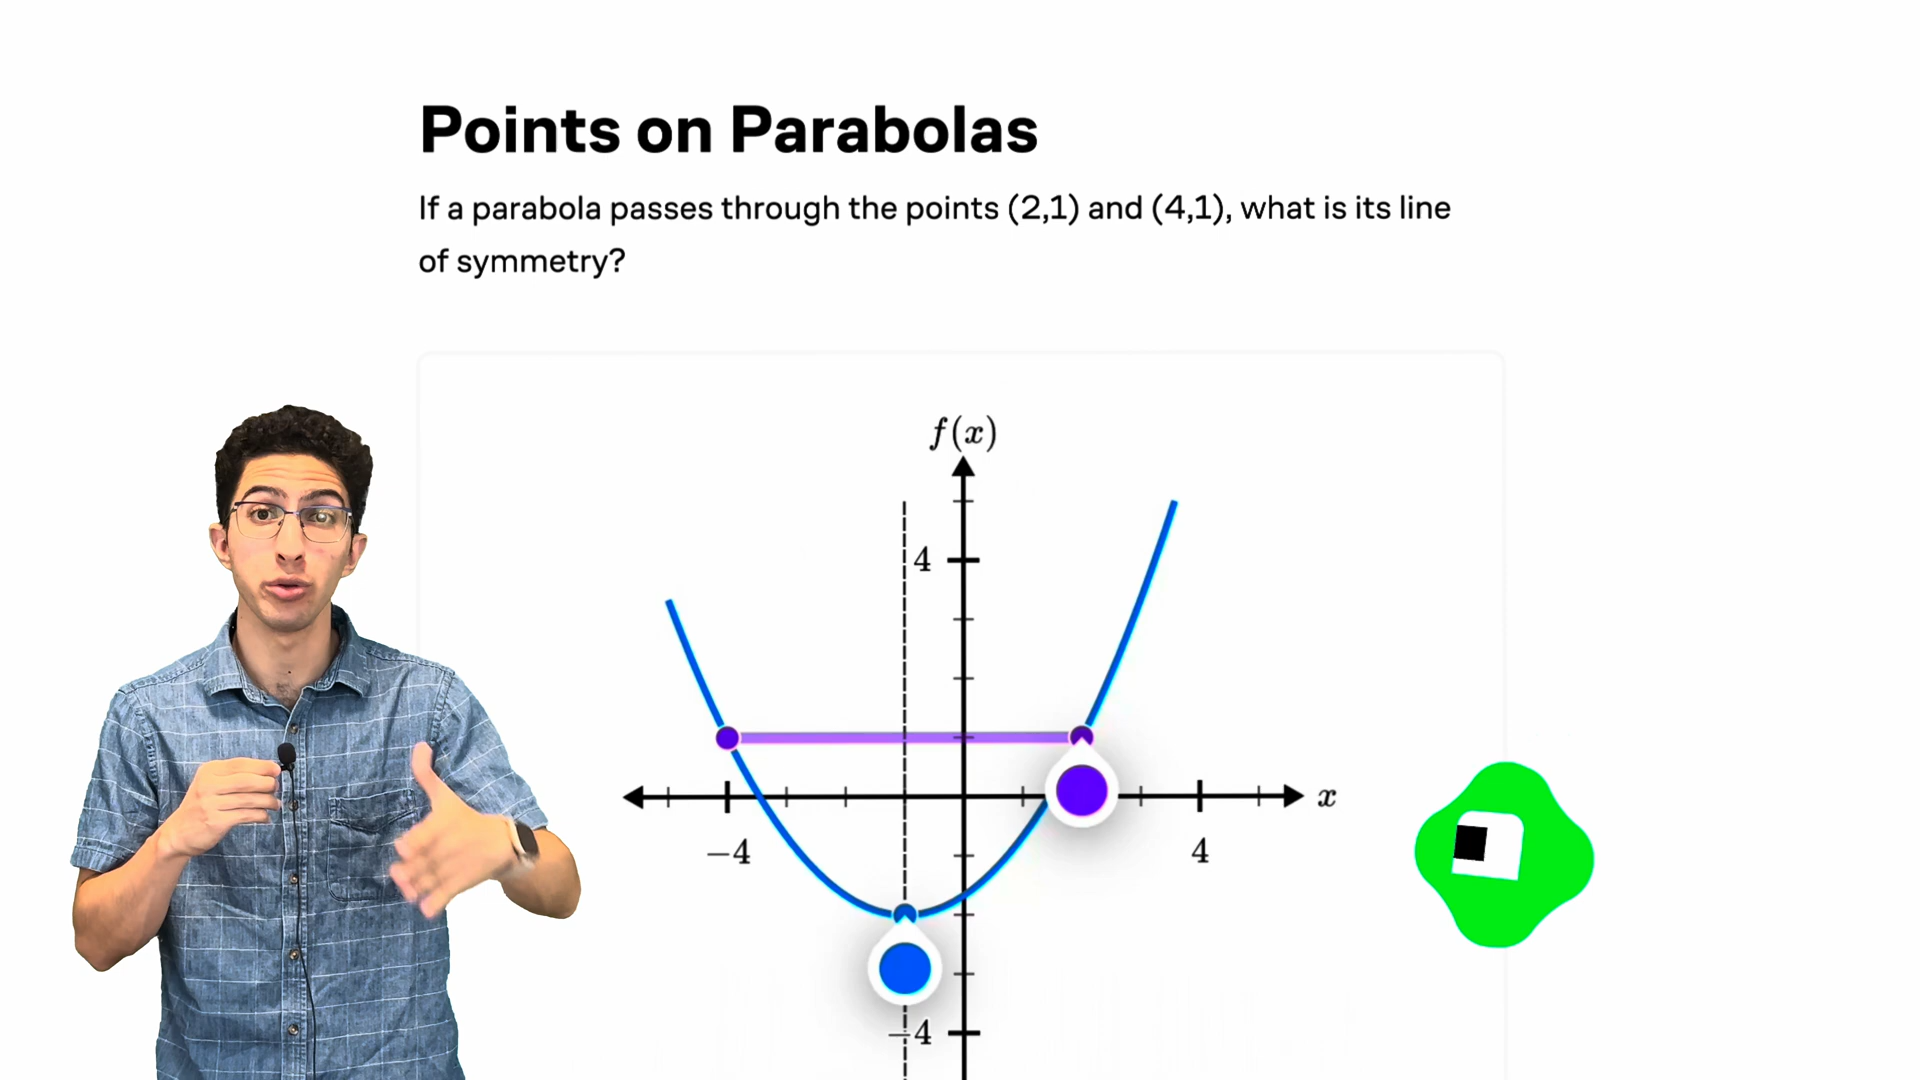 Points on Parabolas
If a parabola passes through the points (2,1) and (4,1), what is its line
of symmetry?
f(x)
4
x
−4
4
−4